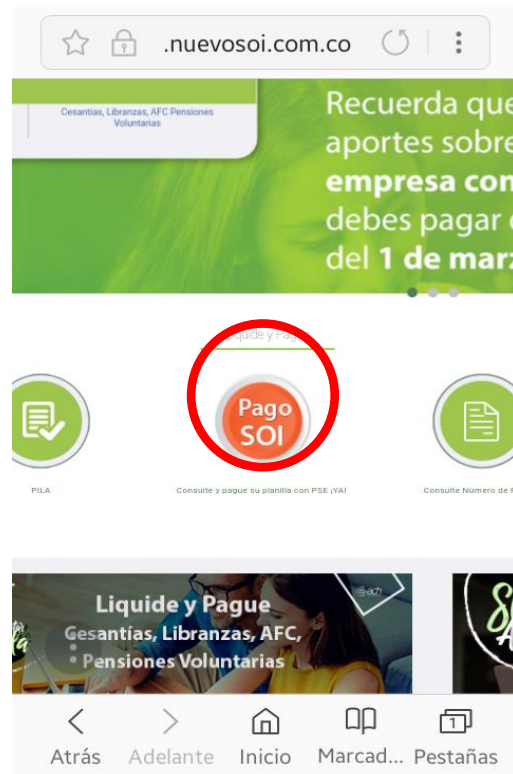 .nuevosoi.com.co
Cesantias, Libranzas, AFC Pensiones
Voluntarias
Recuerda que
aportes sobre
empresa con
debes pagar
del 1 de marz
Liquide y Pag
Pago
SOI
PILA
Consulte y pague su planilla con PSE ¡YA!
Consulte Número de P
Liquide y Pague
Cesantías, Libranzas, AFC,
Pensiones Voluntarias
ach
1
Atrás
Adelante
Inicio
Marcad...
Pestañas